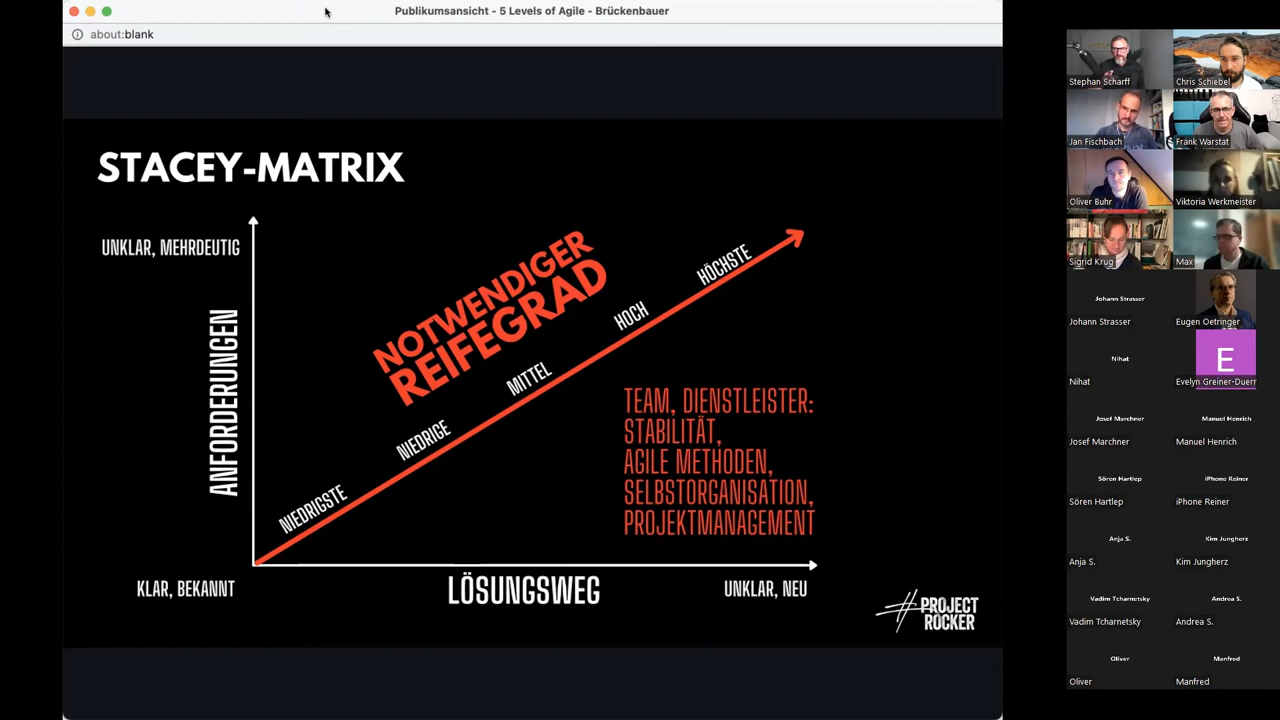 Publikumsansicht - 5 Levels of Agile - Brückenbauer
about:blank
STACEY-MATRIX
UNKLAR, MEHRDEUTIG
ANFORDERUNGEN
KLAR, BEKANNT
NOTWENDIGER
REIFEGRAD
NIEDRIGSTE
NIEDRIGE
MITTEL
HOCH
HÖCHSTE
TEAM, DIENSTLEISTER:
STABILITÄT,
AGILE METHODEN,
SELBSTORGANISATION,
PROJEKTMANAGEMENT
LÖSUNGSWEG
UNKLAR, NEU
#PROJECT
ROCKER
Stephan Scharff
Chris Schiebel
Jan Fischbach
Frank Warstat
Oliver Buhr
Viktoria Werkmeister
Sigrid Krug
Max
Johann Strasser
Johann Strasser
Eugen Oetringer
Nihat
Nihat
E
Evelyn Greiner-Duerr
Josef Marchner
Josef Marchner
Manuel Henrich
Manuel Henrich
Sören Hartlep
Sören Hartlep
iPhone Reiner
iPhone Reiner
Anja S.
Anja S.
Kim Jungherz
Kim Jungherz
Vadim Tcharnetsky
Vadim Tcharnetsky
Andrea S.
Andrea S.
Oliver
Oliver
Manfred
Manfred